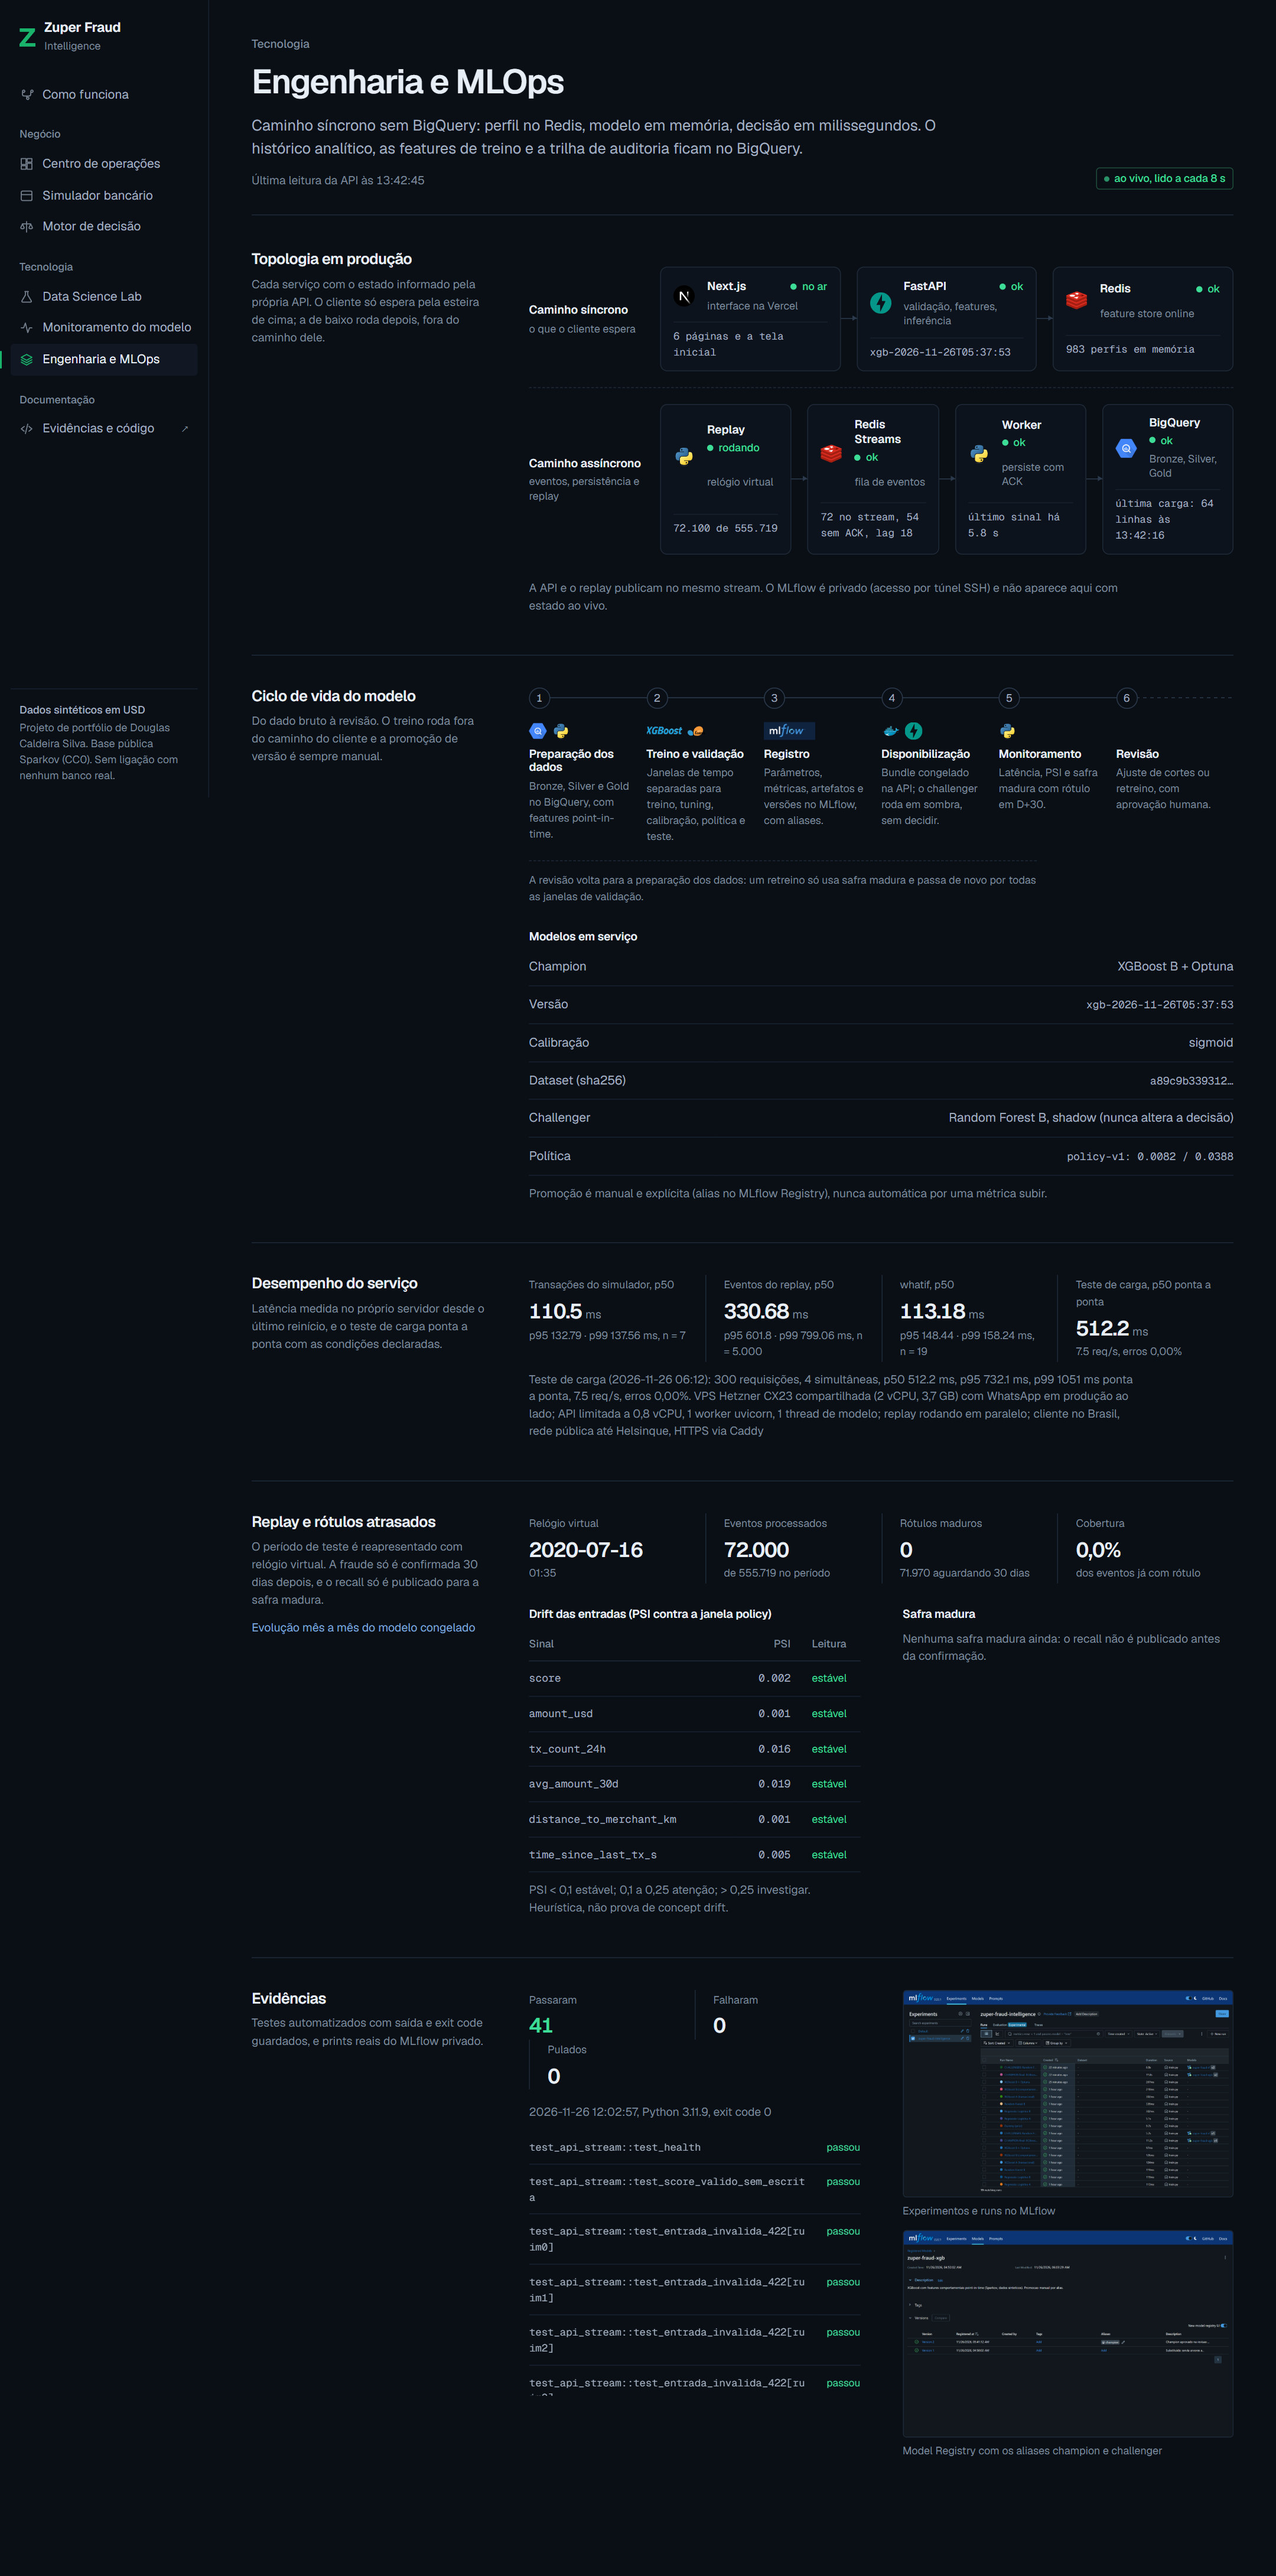 Zuper Fraud
Intelligence
Como funciona
Negócio
Centro de operações
Simulador bancário
Motor de decisão
Tecnologia
Data Science Lab
Monitoramento do modelo
Engenharia e MLOps
Documentação
Evidências e código
Dados sintéticos em USD
Projeto de portfólio de Douglas
Caldeira Silva. Base pública
Sparkov (CC0). Sem ligação com
nenhum banco real.
Tecnologia
Engenharia e MLOps
Caminho síncrono sem BigQuery: perfil no Redis, modelo em memória, decisão em milissegundos. O
histórico analítico, as features de treino e a trilha de auditoria ficam no BigQuery.
Última leitura da API às 13:42:45
ao vivo, lido a cada 8 s
Topologia em produção
Cada serviço com o estado informado pela
própria API. O cliente só espera pela esteira
de cima; a de baixo roda depois, fora do
caminho dele.
Caminho síncrono
o que o cliente espera
Next.js
no ar
interface na Vercel
6 páginas e a tela
inicial
FastAPI
ok
validação, features,
inferência
xgb-2026-11-26T05:37:53
Redis
ok
feature store online
983 perfis em memória
Caminho assíncrono
eventos, persistência e
replay
Replay
rodando
relógio virtual
72.100 de 555.719
Redis
Streams
ok
fila de eventos
72 no stream, 54
sem ACK, lag 18
Worker
ok
persiste com
ACK
último sinal há
5.8 s
BigQuery
ok
Bronze, Silver,
Gold
última carga: 64
linhas às
13:42:16
A API e o replay publicam no mesmo stream. O MLflow é privado (acesso por túnel SSH) e não aparece aqui com
estado ao vivo.
Ciclo de vida do modelo
Do dado bruto à revisão. O treino roda fora
do caminho do cliente e a promoção de
versão é sempre manual.
1
Preparação dos
dados
Bronze, Silver e Gold
no BigQuery, com
features point-in-
time.
2
XGBoost
Treino e validação
Janelas de tempo
separadas para
treino, tuning,
calibração, política e
teste.
3
mlflow
Registro
Parâmetros,
métricas, artefatos e
versões no MLflow,
com aliases.
4
Disponibilização
Bundle congelado
na API; o challenger
roda em sombra,
sem decidir.
5
Monitoramento
Latência, PSI e safra
madura com rótulo
em D+30.
6
Revisão
Ajuste de cortes ou
retreino, com
aprovação humana.
A revisão volta para a preparação dos dados: um retreino só usa safra madura e passa de novo por todas
as janelas de validação.
Modelos em serviço
Champion XGBoost B + Optuna
Versão xgb-2026-11-26T05:37:53
Calibração sigmoid
Dataset (sha256) a89c9b339312…
Challenger Random Forest B, shadow (nunca altera a decisão)
Política policy-v1: 0.0082 / 0.0388
Promoção é manual e explícita (alias no MLflow Registry), nunca automática por uma métrica subir.
Desempenho do serviço
Latência medida no próprio servidor desde o
último reinício, e o teste de carga ponta a
ponta com as condições declaradas.
Transações do simulador, p50
110.5 ms
p95 132.79 · p99 137.56 ms, n = 7
Eventos do replay, p50
330.68 ms
p95 601.8 · p99 799.06 ms, n
= 5.000
whatif, p50
113.18 ms
p95 148.44 · p99 158.24 ms,
n = 19
Teste de carga, p50 ponta a
ponta
512.2 ms
7.5 req/s, erros 0,00%
Teste de carga (2026-11-26 06:12): 300 requisições, 4 simultâneas, p50 512.2 ms, p95 732.1 ms, p99 1051 ms ponta
a ponta, 7.5 req/s, erros 0,00%. VPS Hetzner CX23 compartilhada (2 vCPU, 3,7 GB) com WhatsApp em produção ao
lado; API limitada a 0,8 vCPU, 1 worker uvicorn, 1 thread de modelo; replay rodando em paralelo; cliente no Brasil,
rede pública até Helsinque, HTTPS via Caddy
Replay e rótulos atrasados
O período de teste é reapresentado com
relógio virtual. A fraude só é confirmada 30
dias depois, e o recall só é publicado para a
safra madura.
Evolução mês a mês do modelo congelado
Relógio virtual
2020-07-16
01:35
Eventos processados
72.000
de 555.719 no período
Rótulos maduros
0
71.970 aguardando 30 dias
Cobertura
0,0%
dos eventos já com rótulo
Drift das entradas (PSI contra a janela policy)
Sinal PSI Leitura
score 0.002 estável
amount_usd 0.001 estável
tx_count_24h 0.016 estável
avg_amount_30d 0.019 estável
distance_to_merchant_km 0.001 estável
time_since_last_tx_s 0.005 estável
PSI < 0,1 estável; 0,1 a 0,25 atenção; > 0,25 investigar.
Heurística, não prova de concept drift.
Safra madura
Nenhuma safra madura ainda: o recall não é publicado antes
da confirmação.
Evidências
Testes automatizados com saída e exit code
guardados, e prints reais do MLflow privado.
Passaram
41
Falharam
0
Pulados
0
2026-11-26 12:02:57, Python 3.11.9, exit code 0
test_api_stream::test_health passou
test_api_stream::test_score_valido_sem_escrit
a
passou
test_api_stream::test_entrada_invalida_422[ru
im0]
passou
test_api_stream::test_entrada_invalida_422[ru
im1]
passou
test_api_stream::test_entrada_invalida_422[ru
im2]
passou
test_api_stream::test_entrada_invalida_422[ru
passou
mlflow
Experiments Models Prompts
GitHub Docs
Experiments
zuper-fraud-intelligence
Experimentos e runs no MLflow
mlflow
Experiments Models Prompts
GitHub Docs
zuper-fraud-xgb
Description
Tags
Versions
Model Registry com os aliases champion e challenger